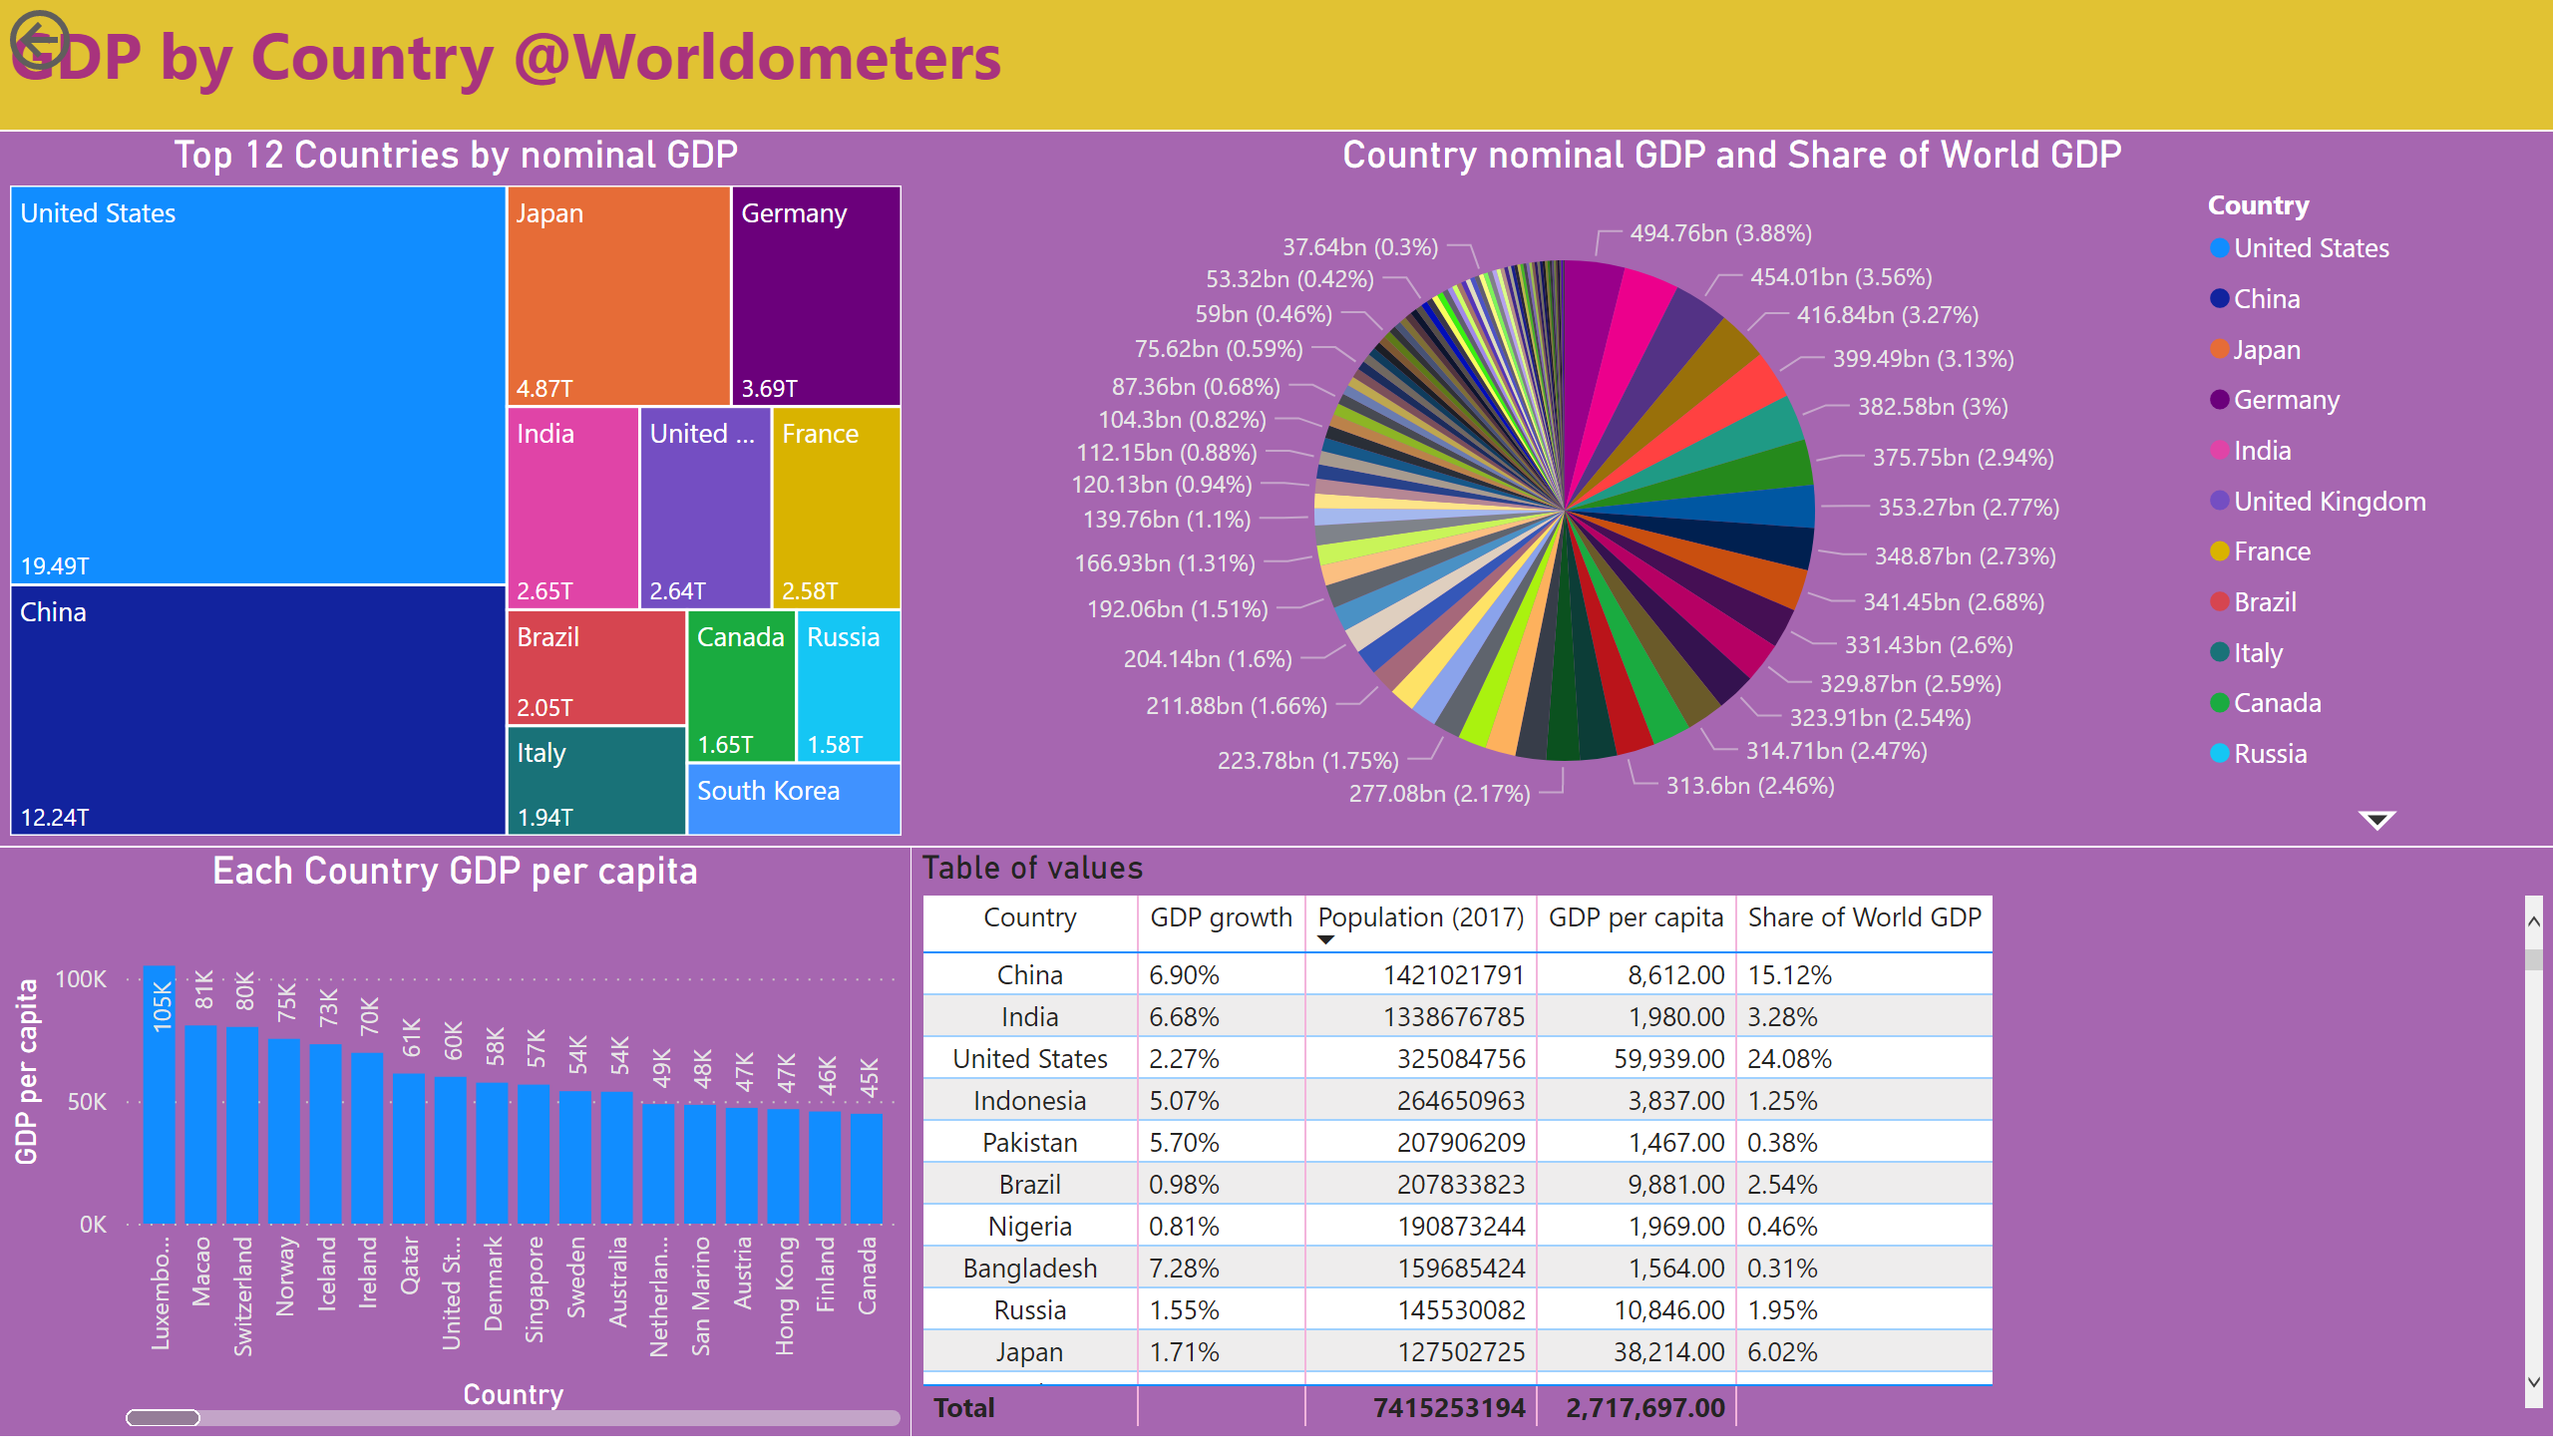 GDP by Country @Worldometers
Top 12 Countries by nominal GDP
United States
19.49T
China
12.24T
Japan
4.87T
Germany
3.69T
India
2.65T
United ...
2.64T
France
2.58T
Brazil
2.05T
Italy
1.94T
Canada
1.65T
Russia
1.58T
South Korea
Country nominal GDP and Share of World GDP
494.76bn (3.88%)
454.01bn (3.56%)
416.84bn (3.27%)
399.49bn (3.13%)
382.58bn (3%)
375.75bn (2.94%)
353.27bn (2.77%)
348.87bn (2.73%)
341.45bn (2.68%)
331.43bn (2.6%)
329.87bn (2.59%)
323.91bn (2.54%)
314.71bn (2.47%)
313.6bn (2.46%)
277.08bn (2.17%)
223.78bn (1.75%)
211.88bn (1.66%)
204.14bn (1.6%)
192.06bn (1.51%)
166.93bn (1.31%)
139.76bn (1.1%)
120.13bn (0.94%)
112.15bn (0.88%)
104.3bn (0.82%)
87.36bn (0.68%)
75.62bn (0.59%)
59bn (0.46%)
53.32bn (0.42%)
37.64bn (0.3%)
Country
United States
China
Japan
Germany
India
United Kingdom
France
Brazil
Italy
Canada
Russia
Each Country GDP per capita
GDP per capita
100K
50K
0K
105K
81K
80K
75K
73K
70K
61K
60K
58K
57K
54K
54K
49K
48K
47K
47K
46K
45K
Luxembo...
Macao
Switzerland
Norway
Iceland
Ireland
Qatar
United St...
Denmark
Singapore
Sweden
Australia
Netherlan...
San Marino
Austria
Hong Kong
Finland
Canada
Country
Table of values
Country GDP growth Population (2017) GDP per capita Share of World GDP
China 6.90% 1421021791 8,612.00 15.12%
India 6.68% 1338676785 1,980.00 3.28%
United States 2.27% 325084756 59,939.00 24.08%
Indonesia 5.07% 264650963 3,837.00 1.25%
Pakistan 5.70% 207906209 1,467.00 0.38%
Brazil 0.98% 207833823 9,881.00 2.54%
Nigeria 0.81% 190873244 1,969.00 0.46%
Bangladesh 7.28% 159685424 1,564.00 0.31%
Russia 1.55% 145530082 10,846.00 1.95%
Japan 1.71% 127502725 38,214.00 6.02%
Total 7415253194 2,717,697.00